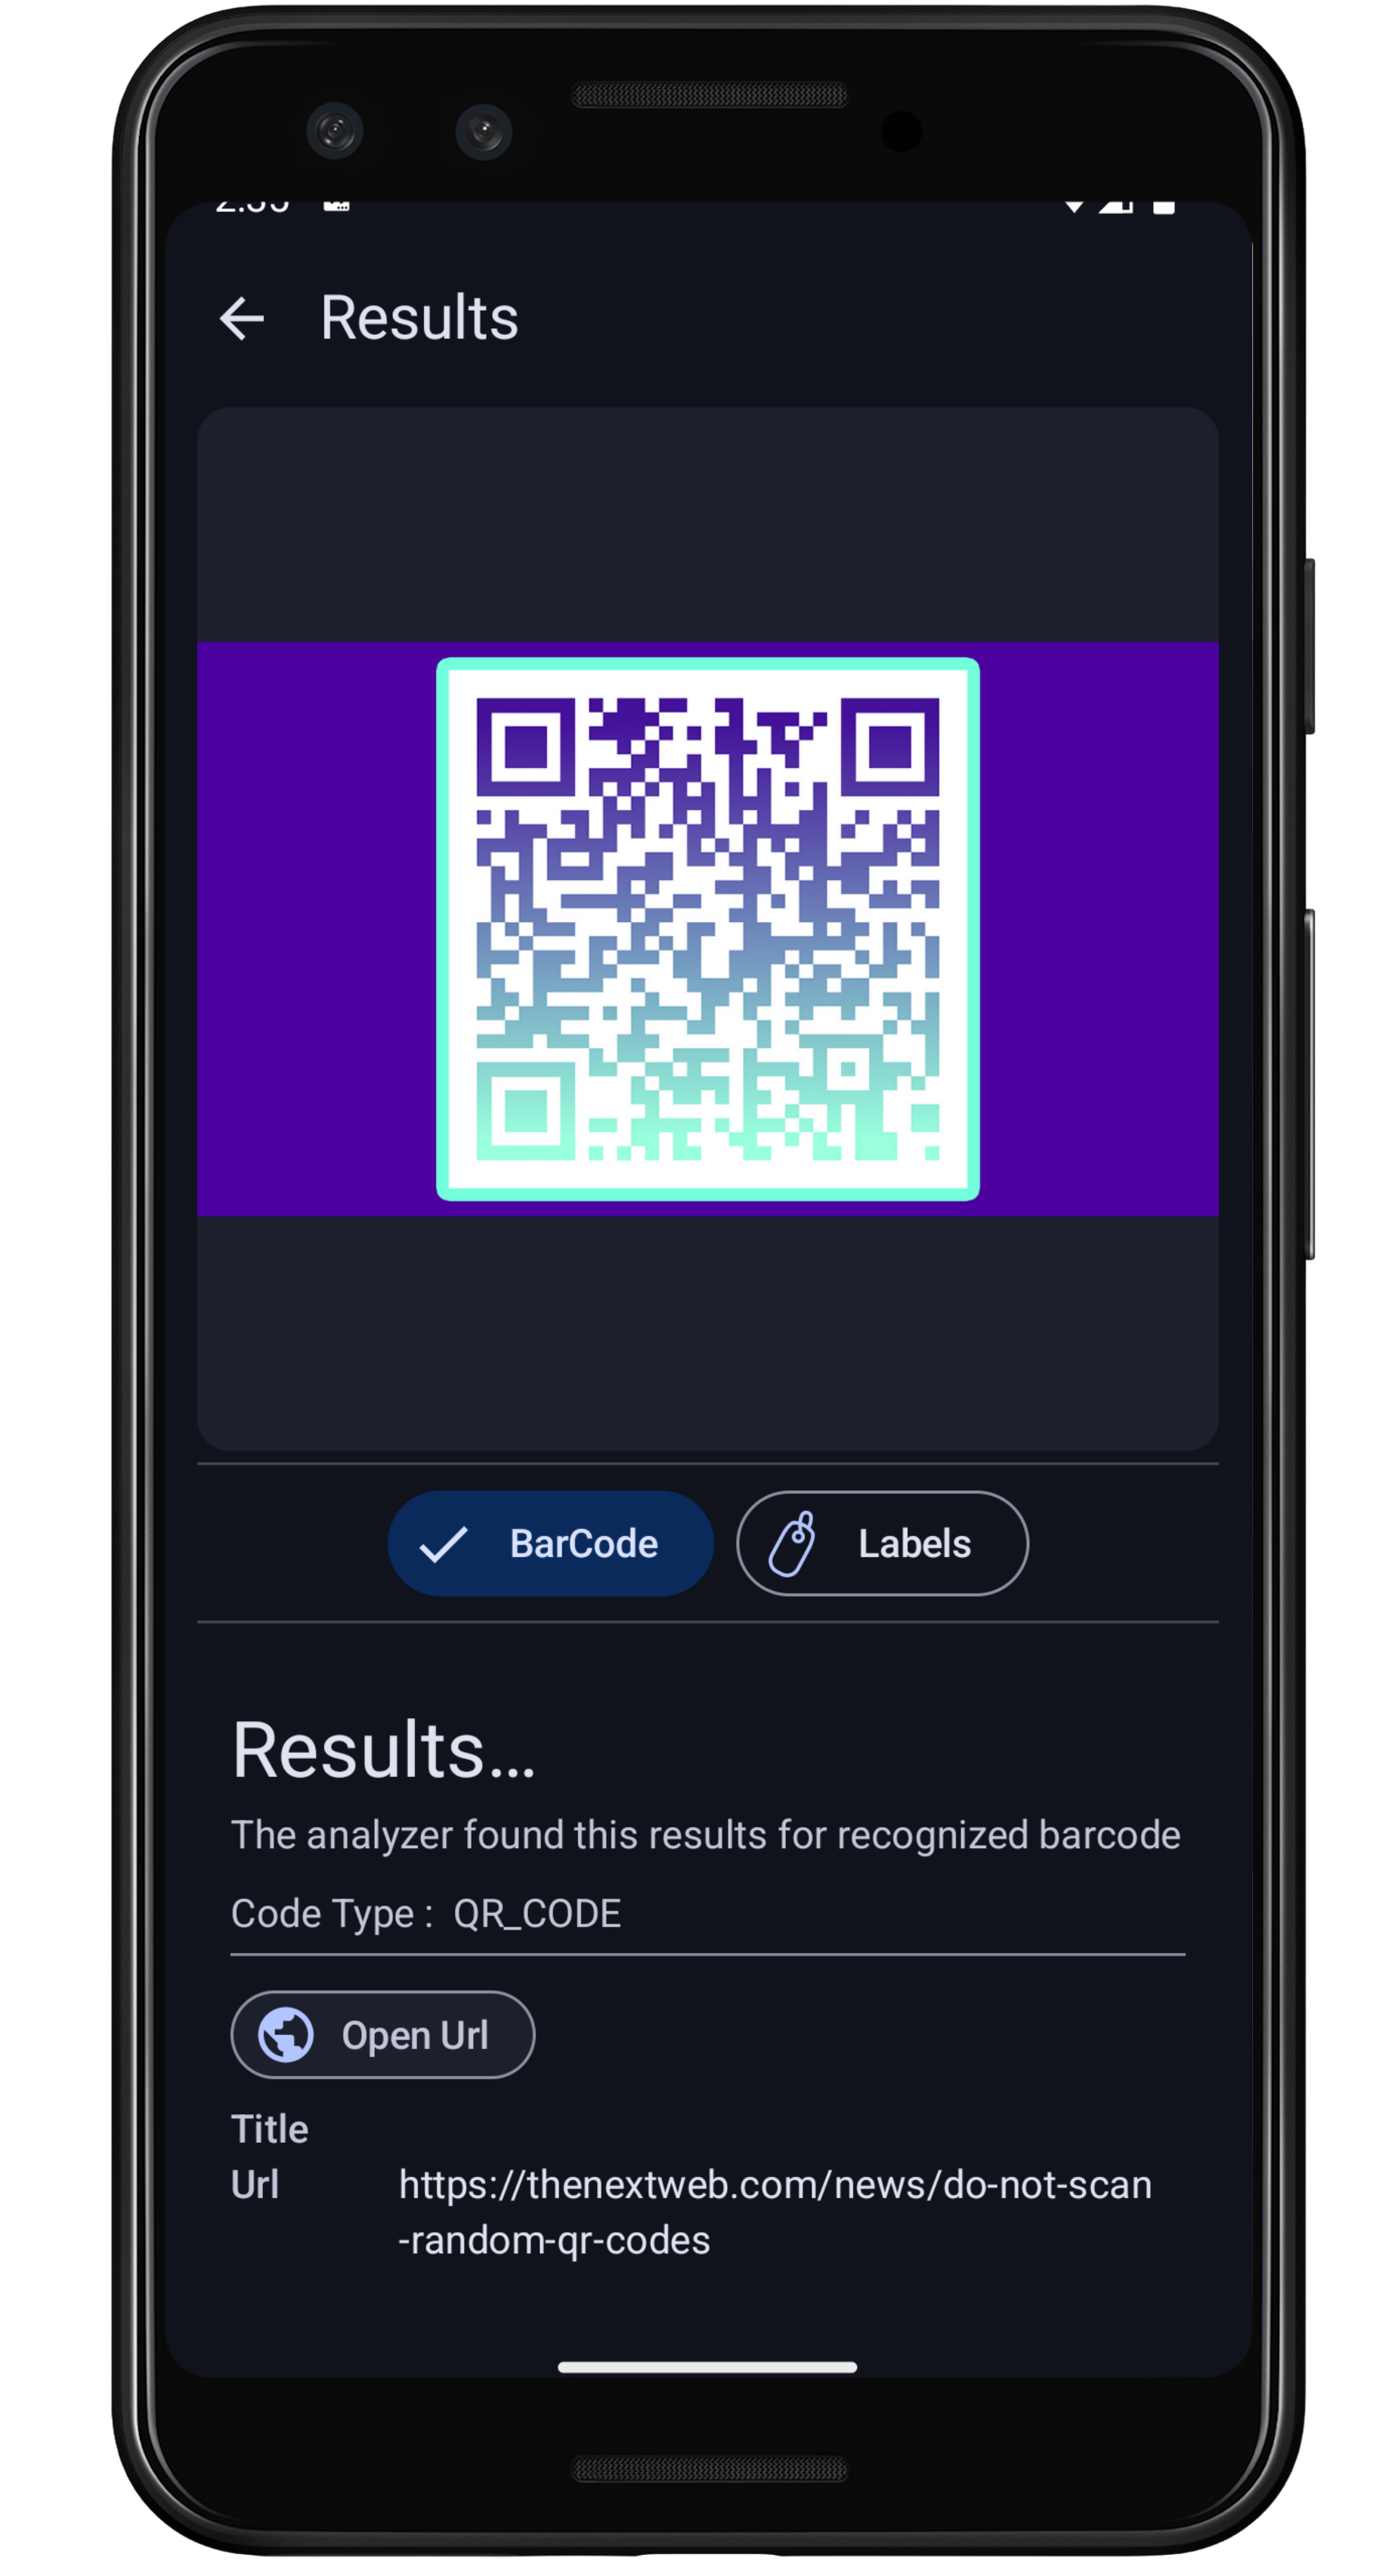 Results
BarCode
Labels
Results...
The analyzer found this results for recognized barcode
Code Type : QR_CODE
Open Url
Title
Url https://thenextweb.com/news/do-not-scan
-random-qr-codes